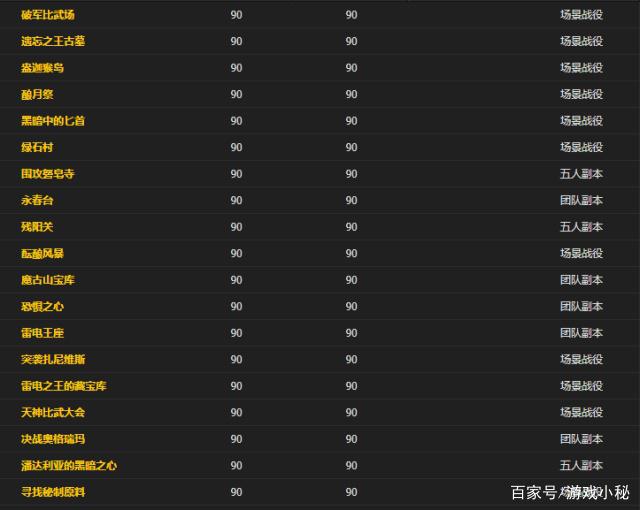 破军比武场 90 90 场景战役
遗忘之王古墓 90 90 场景战役
盎迦猴岛 90 90 场景战役
酿月祭 90 90 场景战役
黑暗中的匕首 90 90 场景战役
绿石村 90 90 场景战役
围攻砮皂寺 90 90 五人副本
永春台 90 90 团队副本
残阳关 90 90 五人副本
酝酿风暴 90 90 场景战役
魔古山宝库 90 90 团队副本
恐惧之心 90 90 团队副本
雷电王座 90 90 团队副本
突袭扎尼维斯 90 90 场景战役
雷电之王的藏宝库 90 90 场景战役
天神比武大会 90 90 场景战役
决战奥格瑞玛 90 90 团队副本
潘达利亚的黑暗之心 90 90 五人副本
寻找秘制原料 90 90 场景战役
百家号/游戏小秘